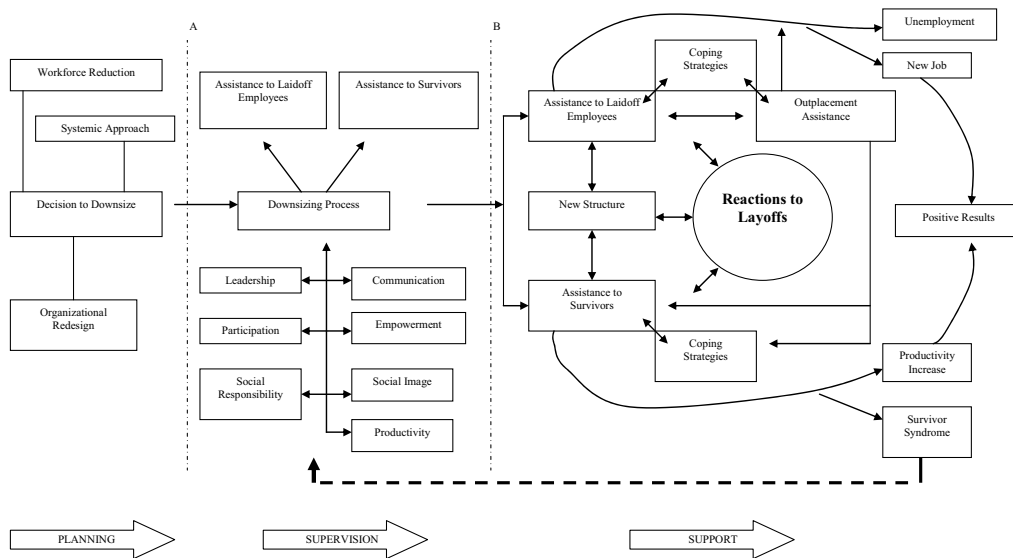 A
B
Workforce Reduction
Systemic Approach
Decision to Downsize
Organizational
Redesign
Assistance to Laidoff
Employees
Assistance to Survivors
Downsizing Process
Leadership
Communication
Participation
Empowerment
Social
Responsibility
Social Image
Productivity
Coping
Strategies
Assistance to Laidoff
Employees
Outplacement
Assistance
New Structure
Reactions to
Layoffs
Assistance to
Survivors
Coping
Strategies
Unemployment
New Job
Positive Results
Productivity
Increase
Survivor
Syndrome
PLANNING
SUPERVISION
SUPPORT